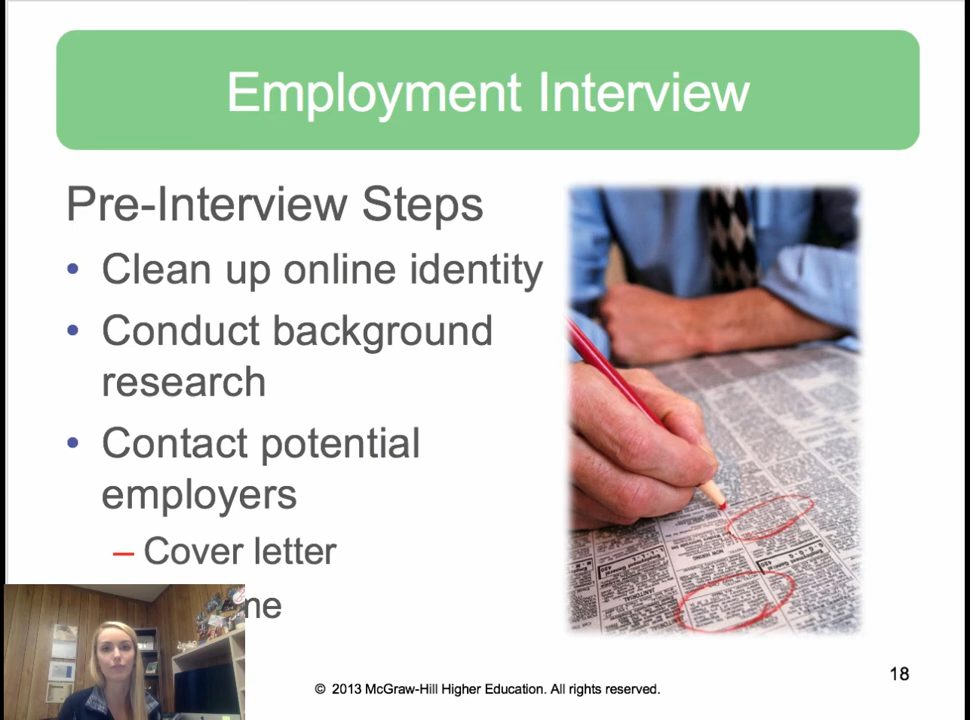 Employment Interview
Pre-Interview Steps
• Clean up online identity
• Conduct background
research
• Contact potential
employers
– Cover letter
© 2013 McGraw-Hill Higher Education. All rights reserved.
18